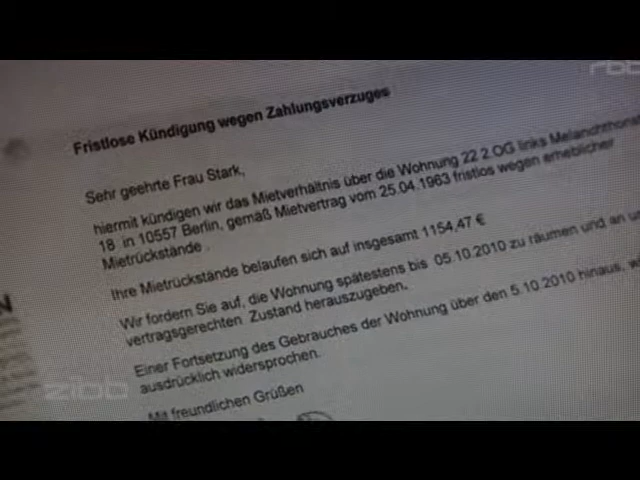 rbb
Fristlose Kündigung wegen Zahlungsverzuges
Sehr geehrte Frau Stark,
hiermit kündigen wir das Mietverhältnis über die Wohnung 22 2.OG links
18 in 10557 Berlin, gemäß Mietvertrag vom 25.04.1963 fristlos wegen erheblicher
Mietrückstände .
Ihre Mietrückstände belaufen sich auf insgesamt 1154,47 €
Wir fordern Sie auf, die Wohnung spätestens bis 05.10.2010 zu räumen und an
vertragsgerechten Zustand herauszugeben.
Einer Fortsetzung des Gebrauches der Wohnung über den 5.10.2010 hinaus,
ausdrücklich widersprochen.
Mit freundlichen Grüßen
zibb